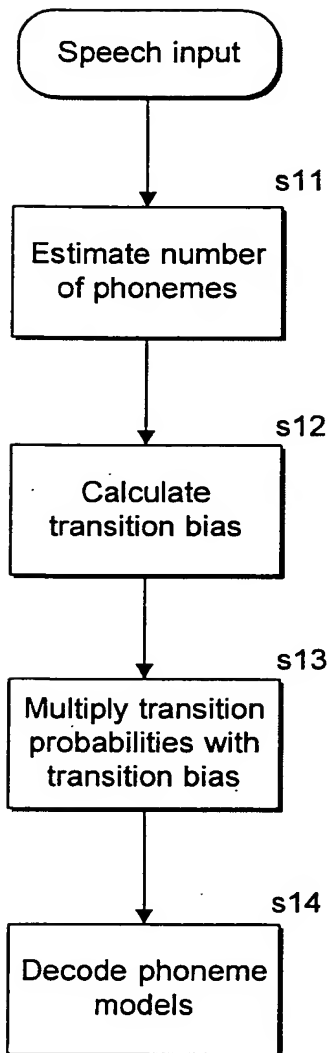 Speech input
s11
Estimate number
of phonemes
s12
Calculate
transition bias
s13
Multiply transition
probabilities with
transition bias
s14
Decode phoneme
models